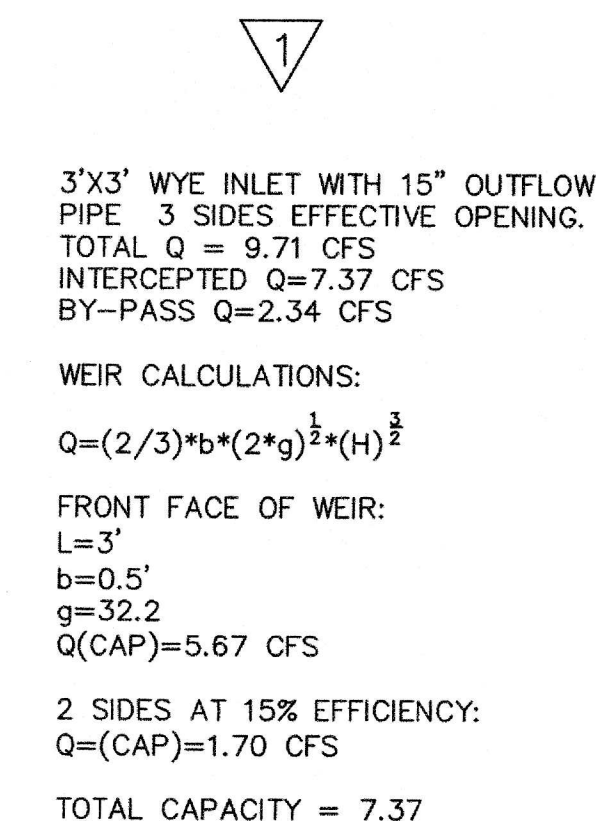 1
3'X3' WYE INLET WITH 15" OUTFLOW
PIPE 3 SIDES EFFECTIVE OPENING.
TOTAL Q = 9.71 CFS
INTERCEPTED Q=7.37 CFS
BY-PASS Q=2.34 CFS
WEIR CALCULATIONS:
Q=(2/3)*b*(2*g)^{1/2}*(H)^{3/2}
FRONT FACE OF WEIR:
L=3'
b=0.5'
g=32.2
Q(CAP)=5.67 CFS
2 SIDES AT 15% EFFICIENCY:
Q=(CAP)=1.70 CFS
TOTAL CAPACITY = 7.37